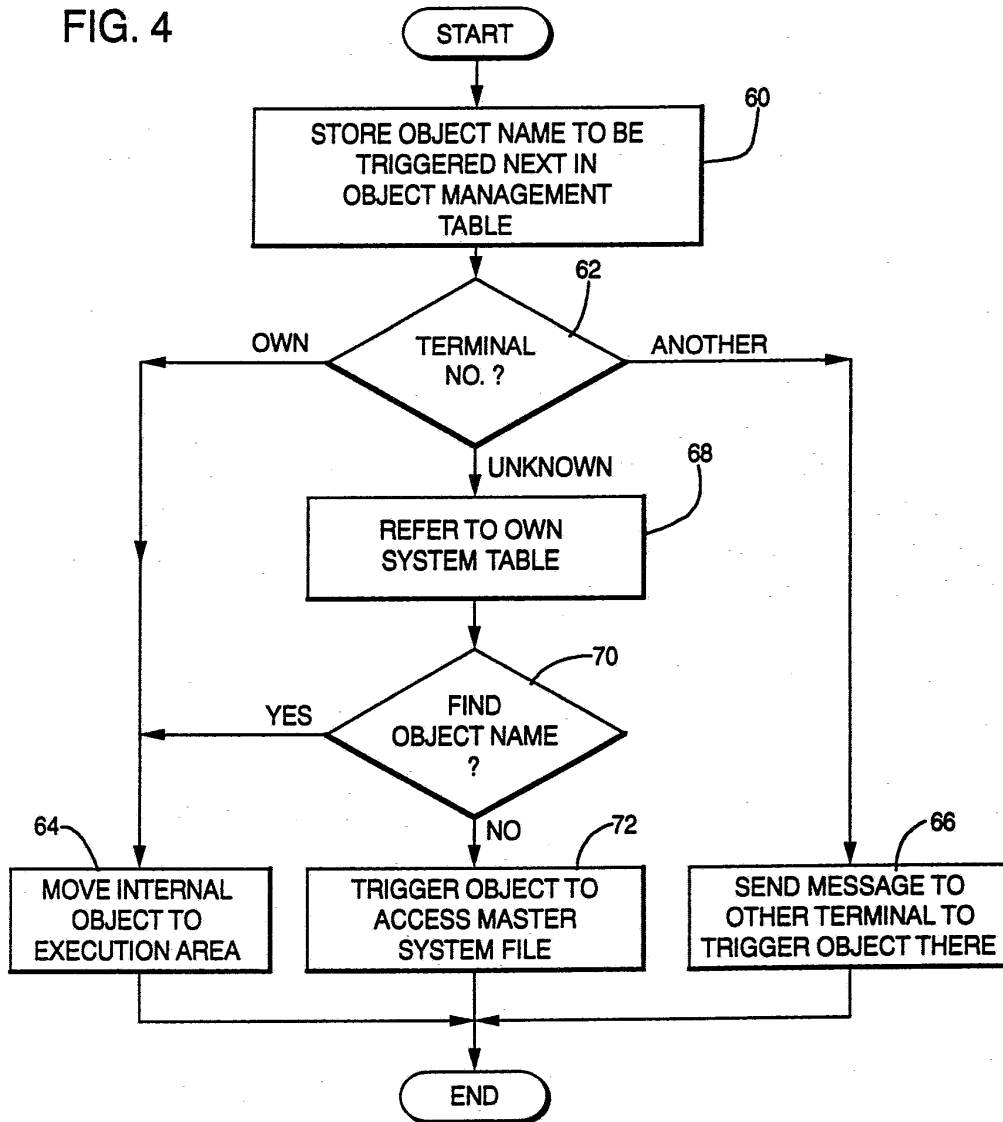 FIG. 4
START
60
STORE OBJECT NAME TO BE
TRIGGERED NEXT IN
OBJECT MANAGEMENT
TABLE
62
OWN
TERMINAL
NO. ?
ANOTHER
UNKNOWN
68
REFER TO OWN
SYSTEM TABLE
70
YES
FIND
OBJECT NAME
?
NO
64
MOVE INTERNAL
OBJECT TO
EXECUTION AREA
72
TRIGGER OBJECT TO
ACCESS MASTER
SYSTEM FILE
66
SEND MESSAGE TO
OTHER TERMINAL TO
TRIGGER OBJECT THERE
END